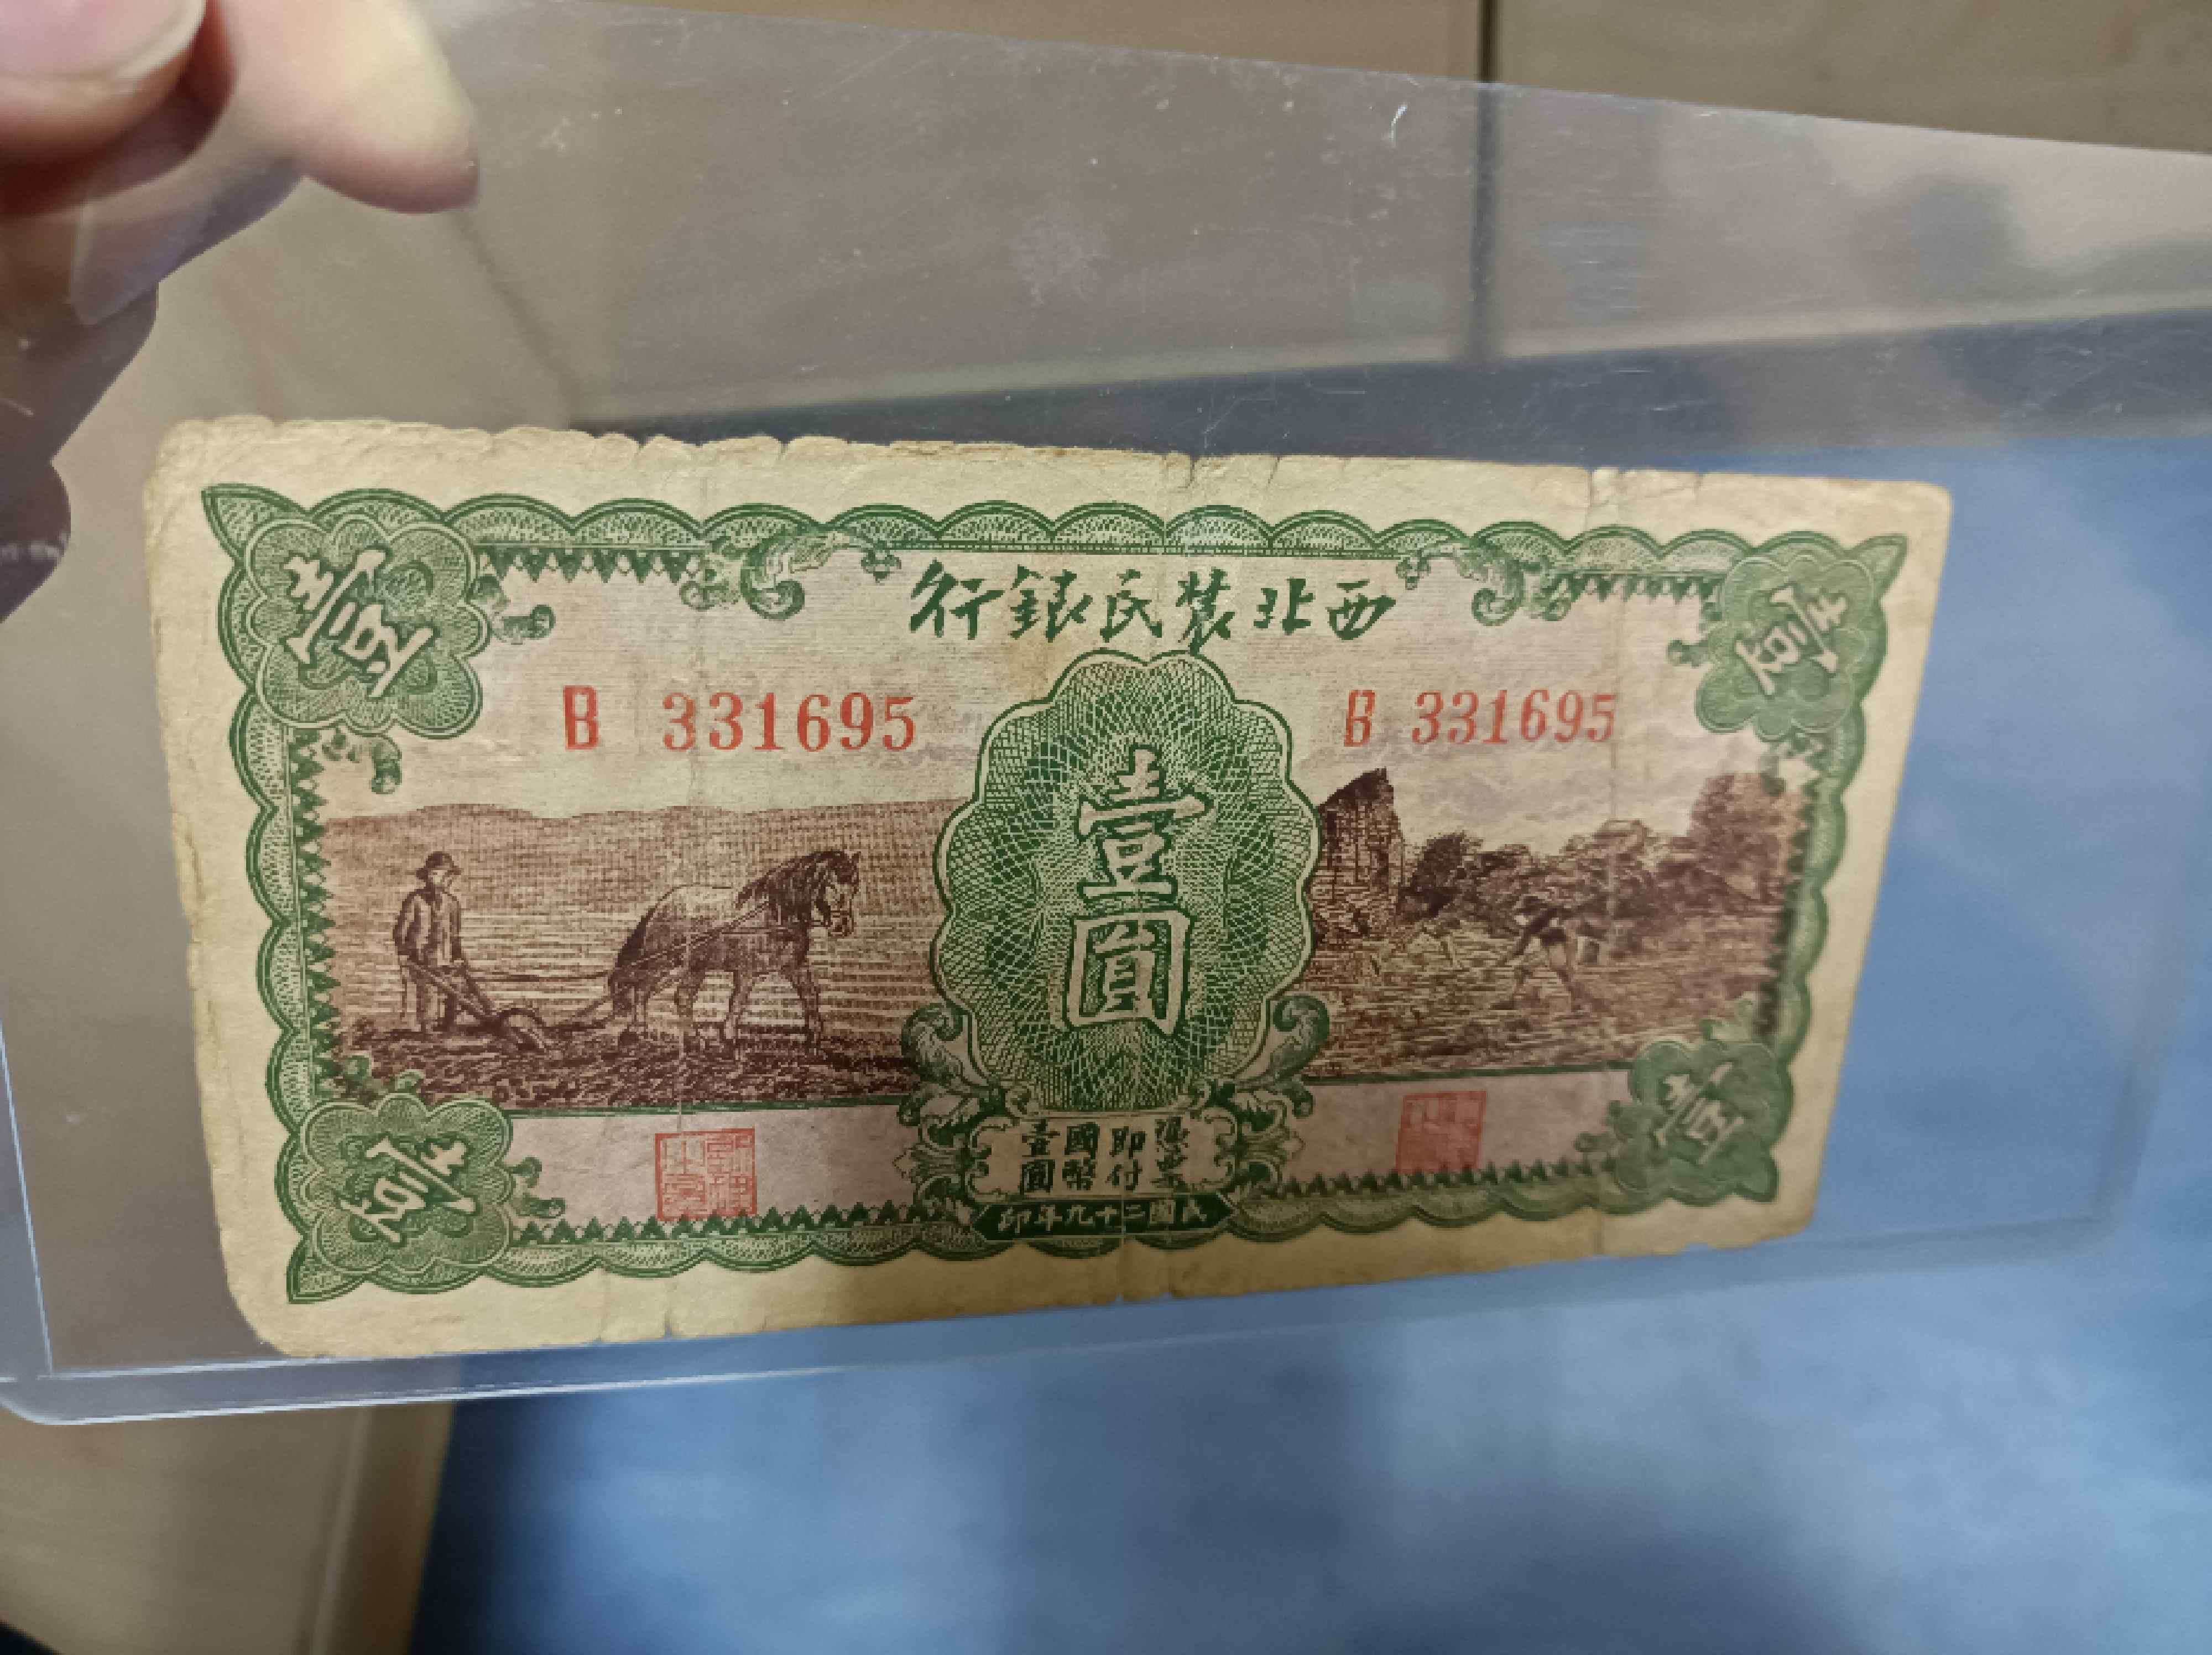 西北農民銀行
B 331695
B 331695
壹
壹
壹圓
壹
壹
憑票即付國幣壹圓
民國二十九年印